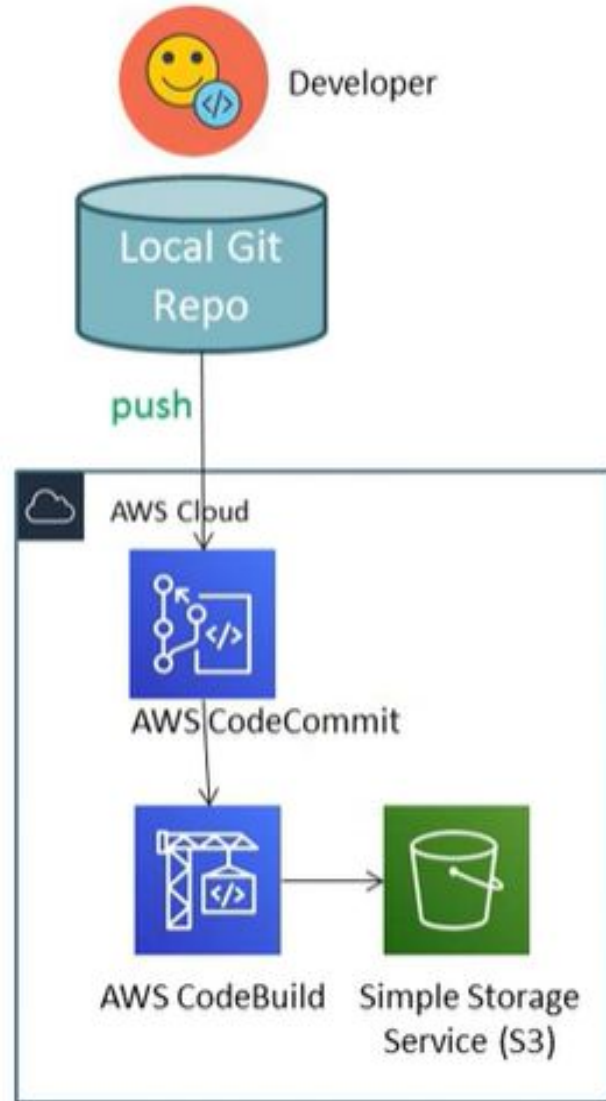 </>
Developer
Local Git
Repo
push
AWS Cloud
</>
AWS CodeCommit
</>
AWS CodeBuild
Simple Storage
Service (S3)